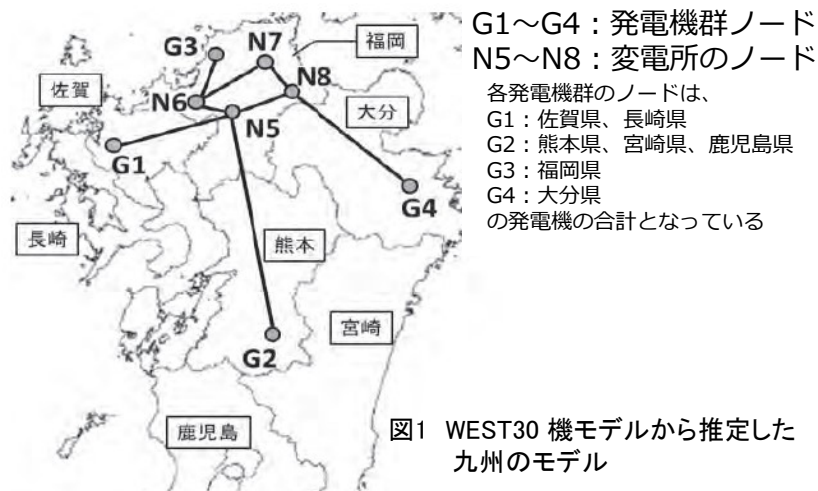 G1～G4：発電機群ノード
N5～N8：変電所のノード
各発電機群のノードは、
G1：佐賀県、長崎県
G2：熊本県、宮崎県、鹿児島県
G3：福岡県
G4：大分県
の発電機の合計となっている
G3
N7
福岡
N8
佐賀
N6
大分
N5
G1
G4
長崎
熊本
宮崎
G2
鹿児島
図1 WEST30 機モデルから推定した
九州のモデル